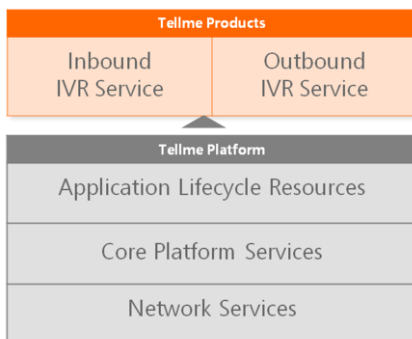 Tellme Products
Inbound
IVR Service
Outbound
IVR Service
Tellme Platform
Application Lifecycle Resources
Core Platform Services
Network Services